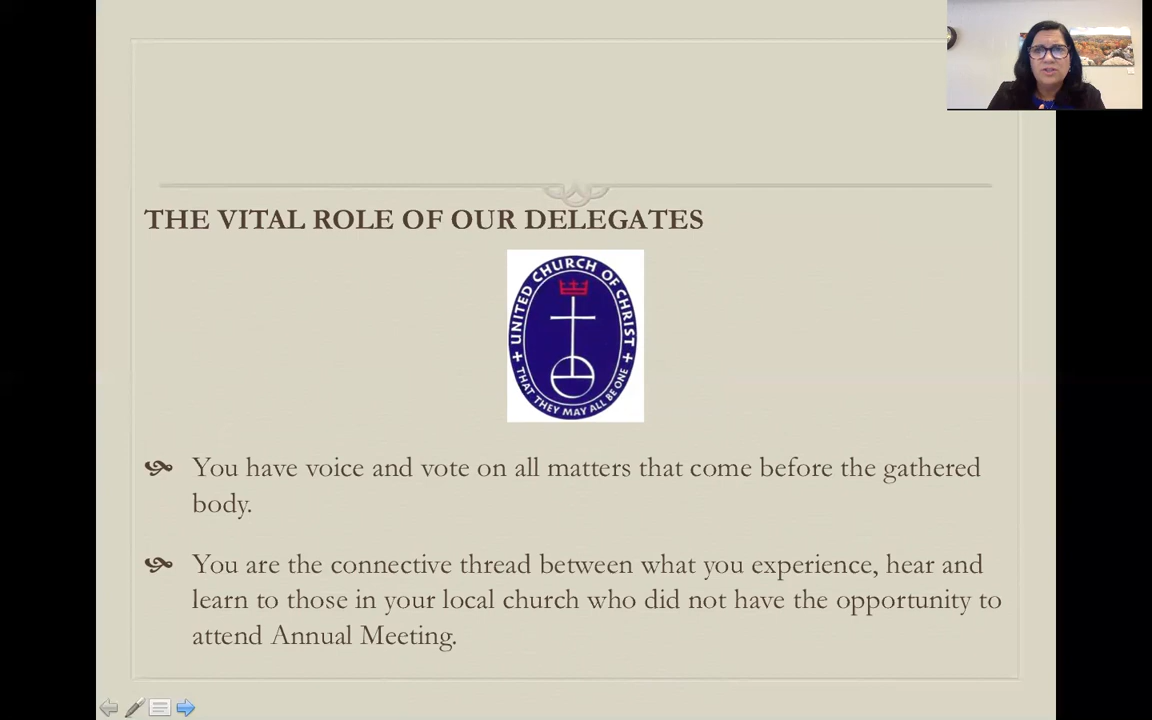 THE VITAL ROLE OF OUR DELEGATES
UNITED CHURCH OF CHRIST
THAT THEY MAY ALL BE ONE
You have voice and vote on all matters that come before the gathered
body.
You are the connective thread between what you experience, hear and
learn to those in your local church who did not have the opportunity to
attend Annual Meeting.